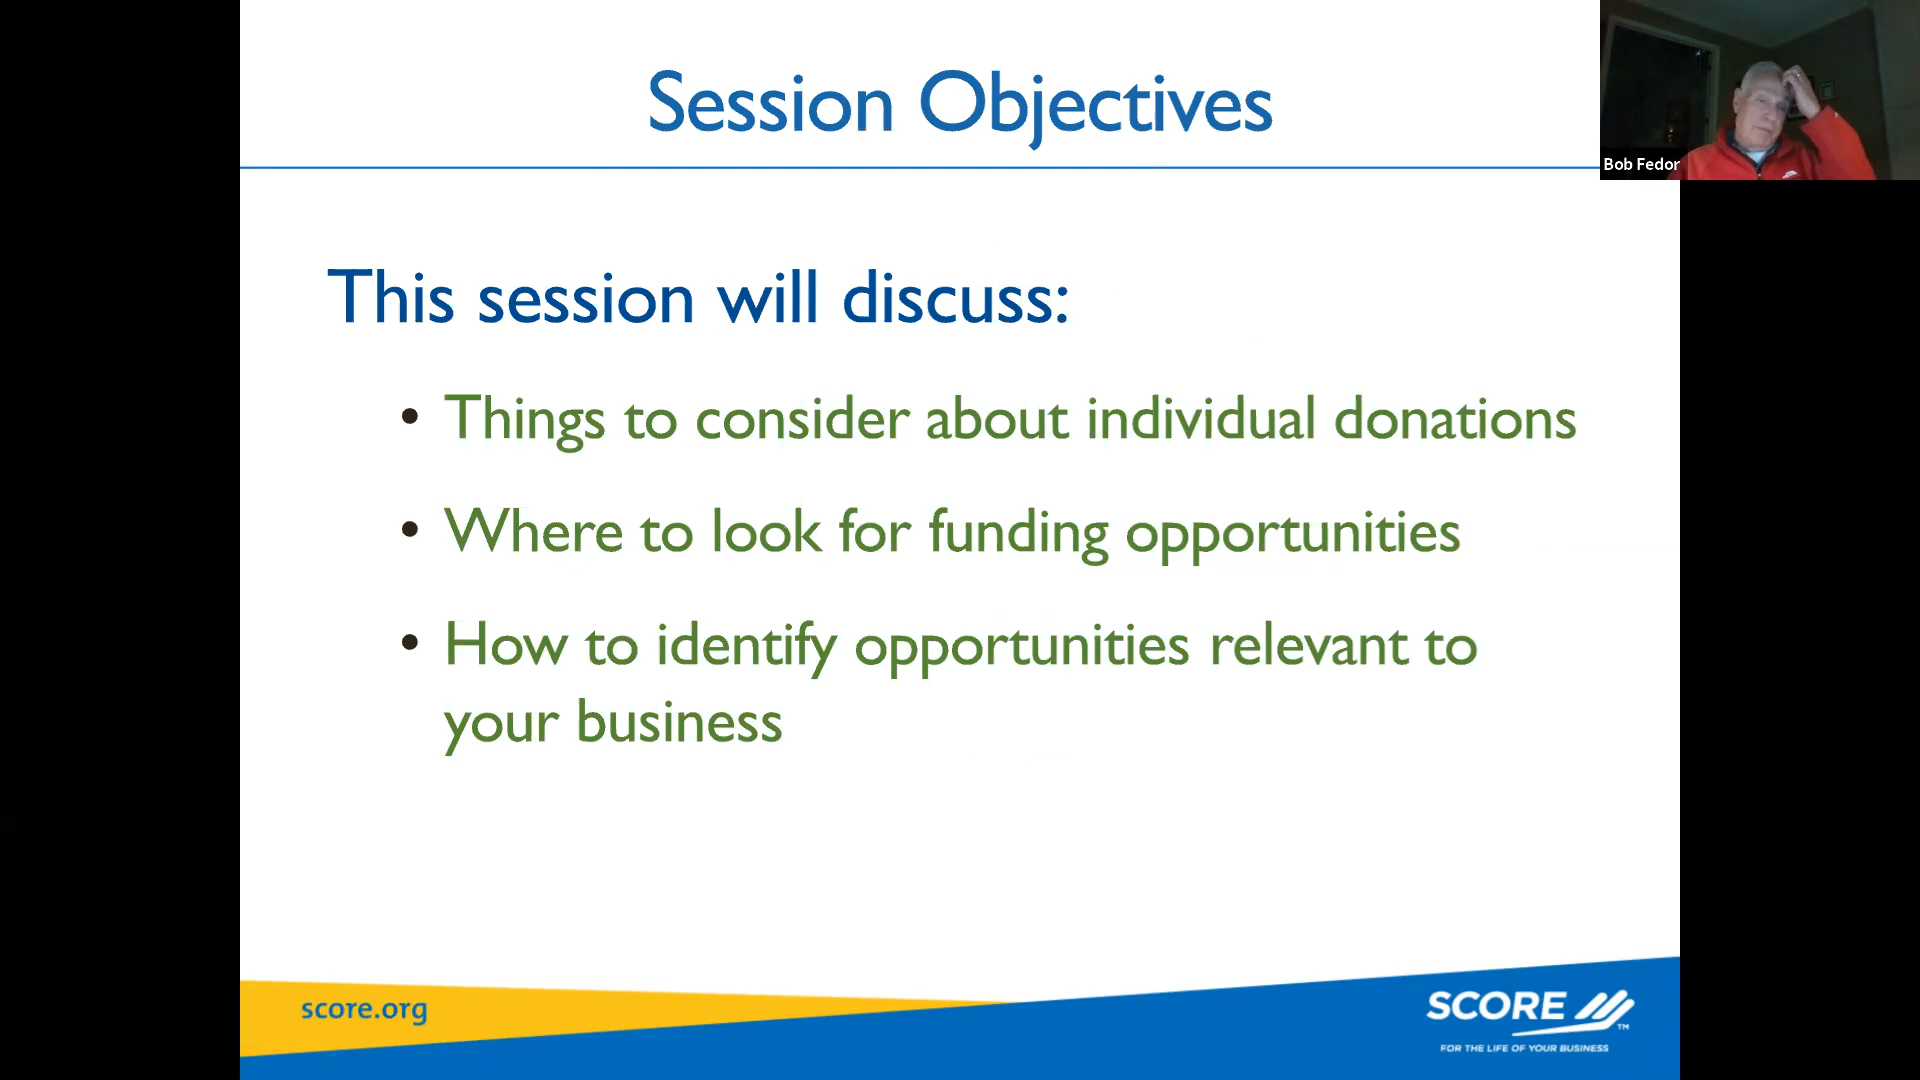 Session Objectives
Bob Fedor
This session will discuss:
• Things to consider about individual donations
• Where to look for funding opportunities
• How to identify opportunities relevant to
your business
score.org
SCORE
TM
FOR THE LIFE OF YOUR BUSINESS